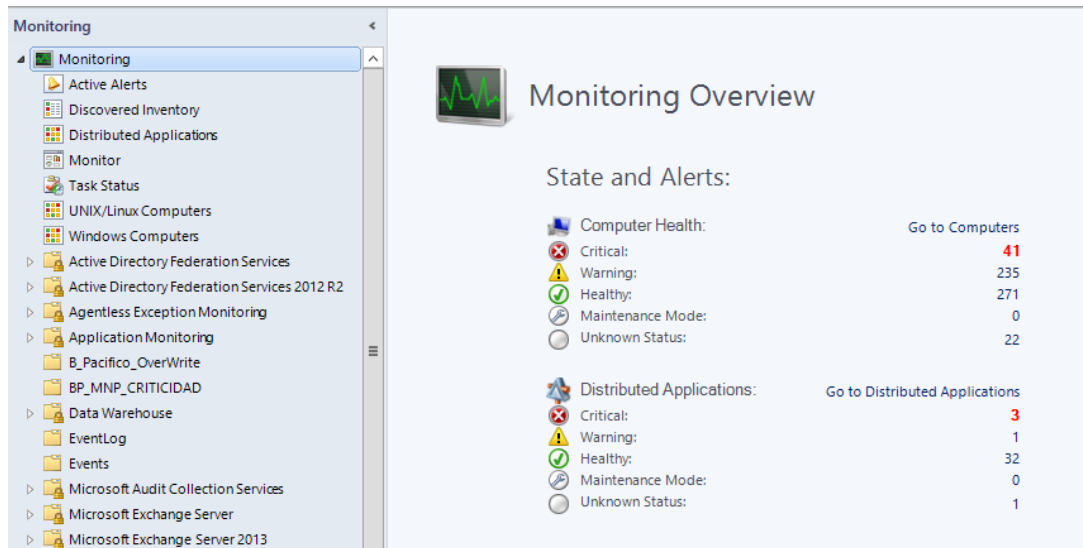 Monitoring
Monitoring
Active Alerts
Discovered Inventory
Distributed Applications
Monitor
Task Status
UNIX/Linux Computers
Windows Computers
Active Directory Federation Services
Active Directory Federation Services 2012 R2
Agentless Exception Monitoring
Application Monitoring
B_Pacifico_OverWrite
BP_MNP_CRITICIDAD
Data Warehouse
EventLog
Events
Microsoft Audit Collection Services
Microsoft Exchange Server
Microsoft Exchange Server 2013
Monitoring Overview
State and Alerts:
Computer Health: Go to Computers
Critical: 41
Warning: 235
Healthy: 271
Maintenance Mode: 0
Unknown Status: 22
Distributed Applications: Go to Distributed Applications
Critical: 3
Warning: 1
Healthy: 32
Maintenance Mode: 0
Unknown Status: 1